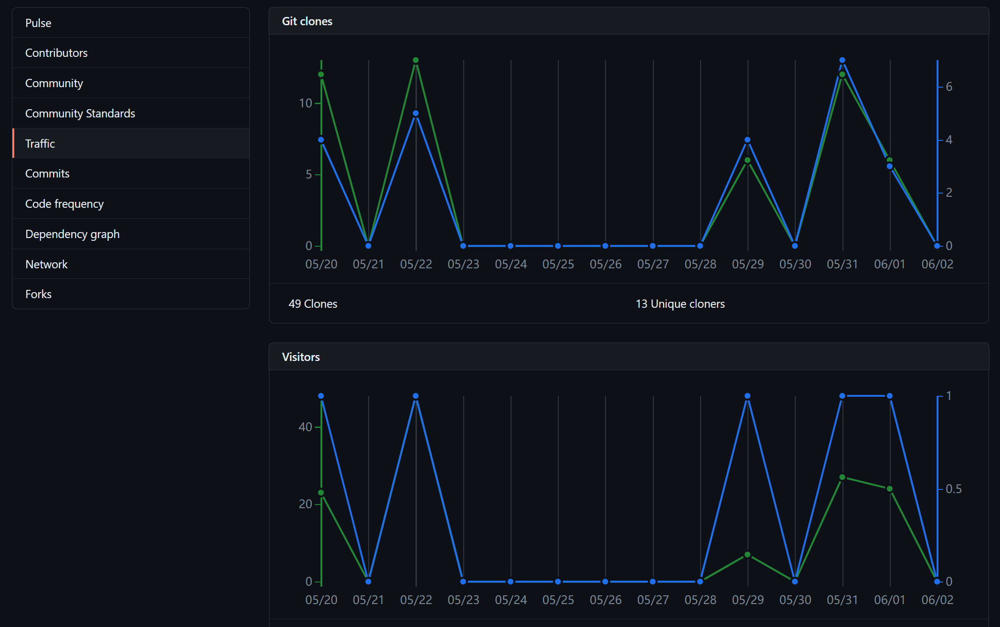 Pulse
Contributors
Community
Community Standards
Traffic
Commits
Code frequency
Dependency graph
Network
Forks
Git clones
10
5
0
6
4
2
0
05/20 05/21 05/22 05/23 05/24 05/25 05/26 05/27 05/28 05/29 05/30 05/31 06/01 06/02
49 Clones
13 Unique cloners
Visitors
40
20
0
1
0.5
0
05/20 05/21 05/22 05/23 05/24 05/25 05/26 05/27 05/28 05/29 05/30 05/31 06/01 06/02